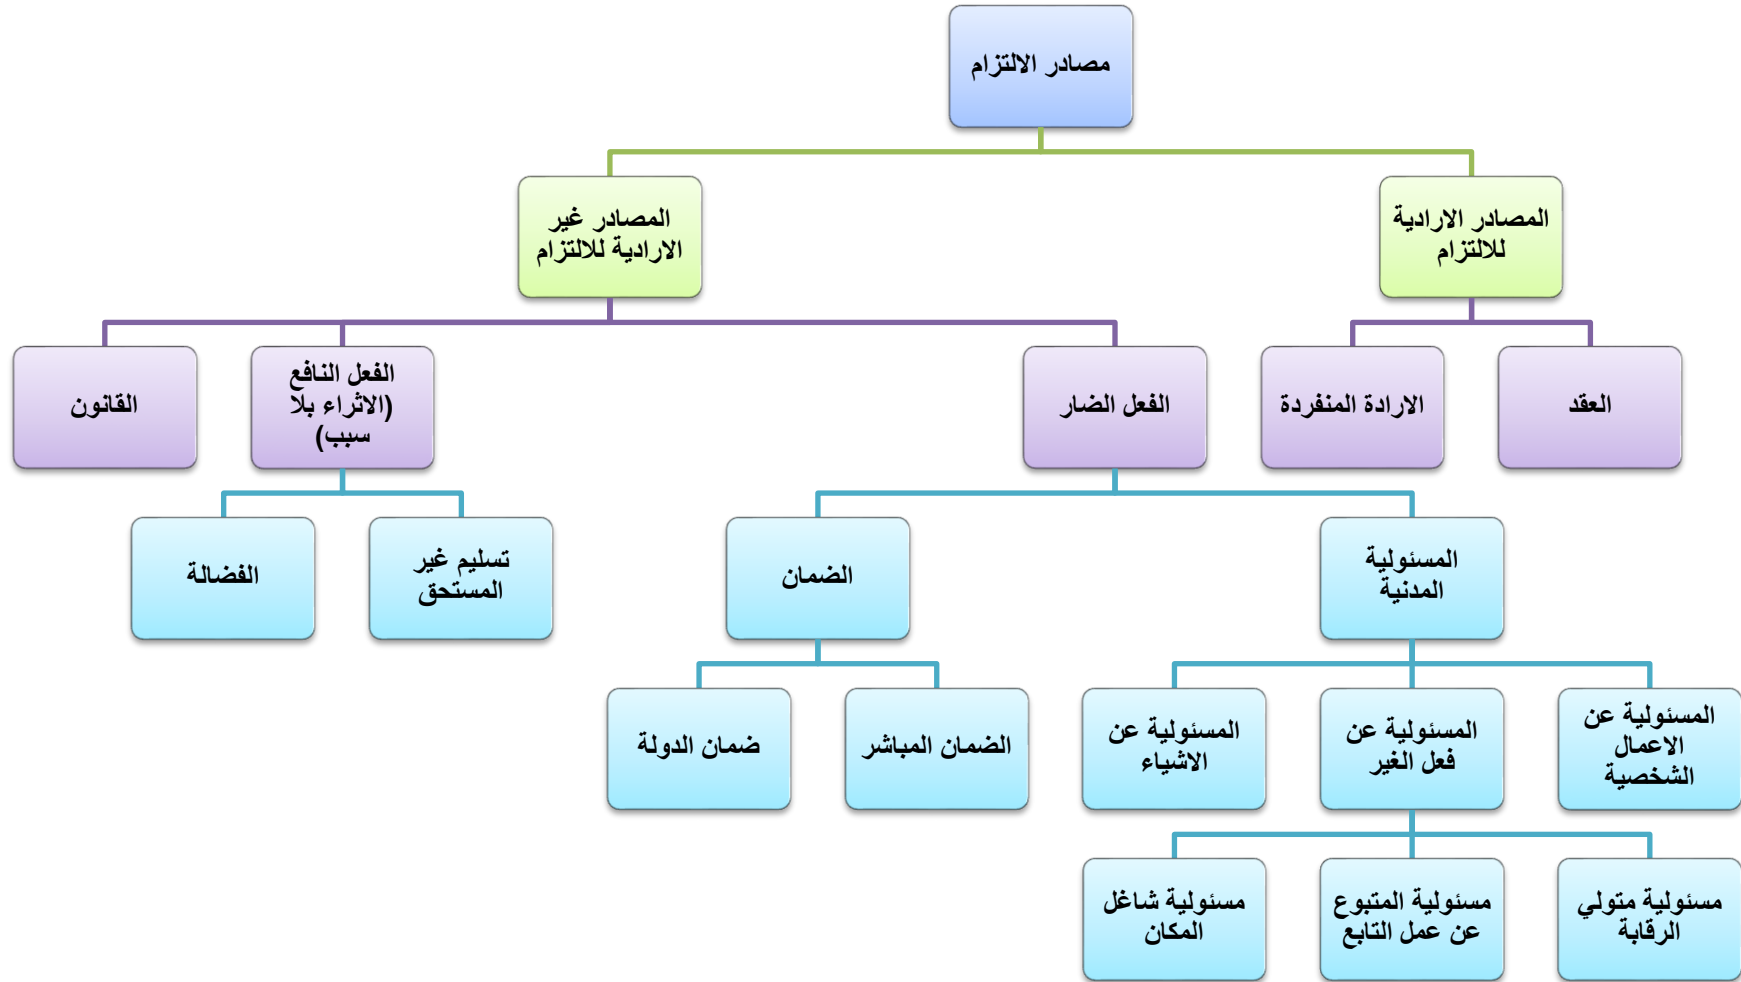 مصادر الالتزام
المصادر الارادية
للالتزام
المصادر غير
الارادية للالتزام
العقد
الارادة المنفردة
الفعل الضار
الفعل النافع
(الاثراء بلا
سبب)
القانون
المسئولية
المدنية
الضمان
تسليم غير
المستحق
الفضالة
المسئولية عن
الاعمال
الشخصية
المسئولية عن
فعل الغير
المسئولية عن
الاشياء
الضمان المباشر
ضمان الدولة
مسئولية متولي
الرقابة
مسئولية المتبوع
عن عمل التابع
مسئولية شاغل
المكان